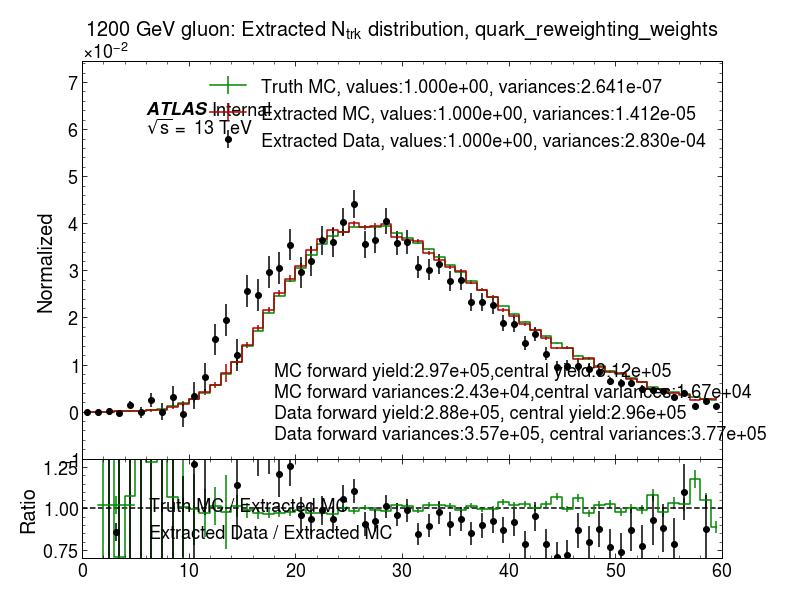 1200 GeV gluon: Extracted Ntrk distribution, quark_reweighting_weights
×10−2
Truth MC, values:1.000e+00, variances:2.641e-07
ATLAS Internal
Extracted MC, values:1.000e+00, variances:1.412e-05
√s = 13 TeV
Extracted Data, values:1.000e+00, variances:2.830e-04
7
6
5
4
3
2
1
0
Normalized
MC forward yield:2.97e+05,central yield:3.12e+05
MC forward variances:2.43e+04,central variances:1.67e+04
Data forward yield:2.88e+05, central yield:2.96e+05
Data forward variances:3.57e+05, central variances:3.77e+05
1.25
1.00
0.75
Ratio
Truth MC / Extracted MC
Extracted Data / Extracted MC
0 10 20 30 40 50 60